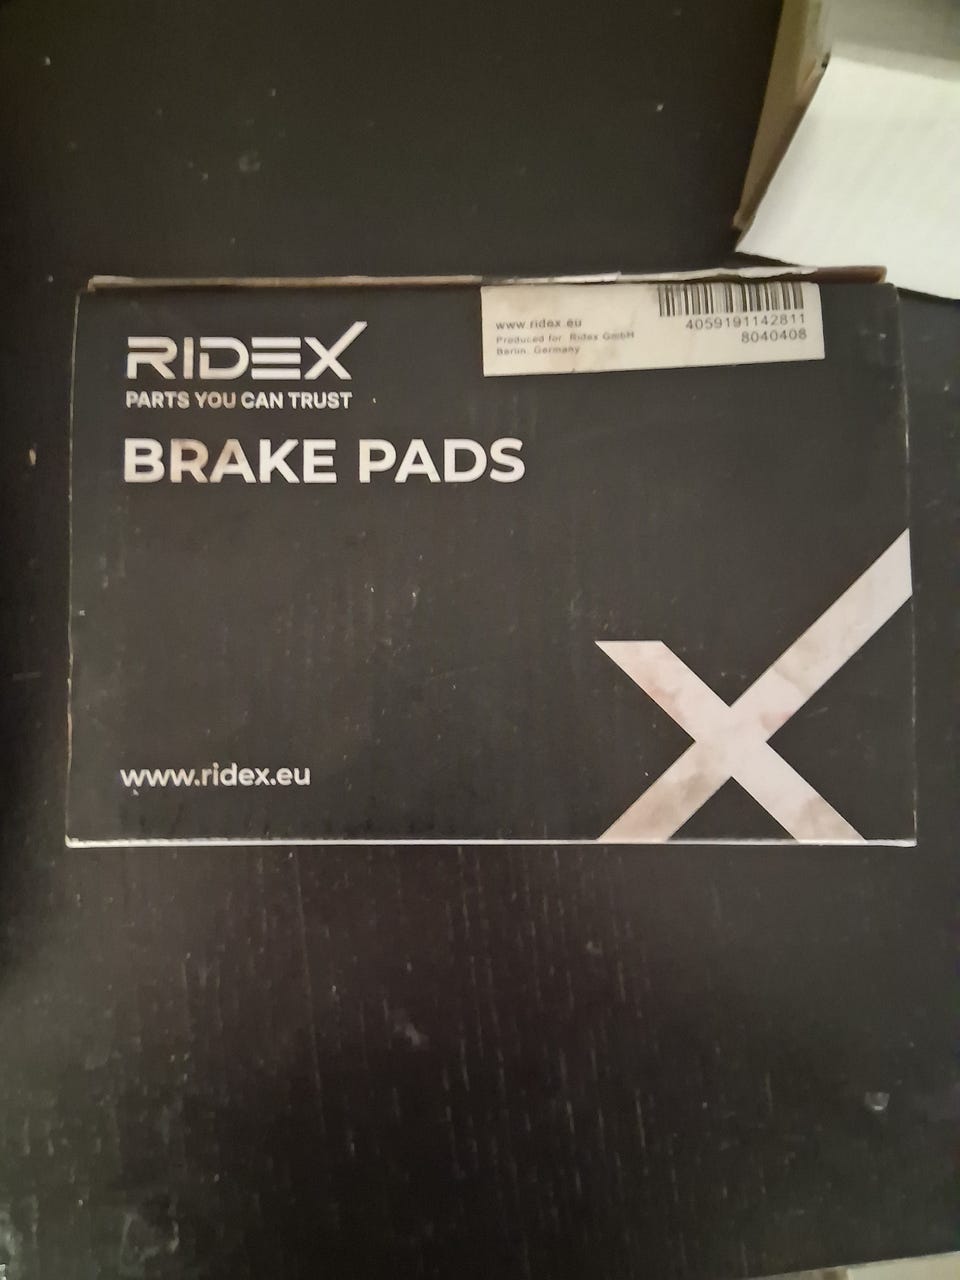 RIDEX
PARTS YOU CAN TRUST
BRAKE PADS
www.ridex.eu
Produced for Ridex GmbH
Berlin, Germany
4059191142811
8040408
www.ridex.eu